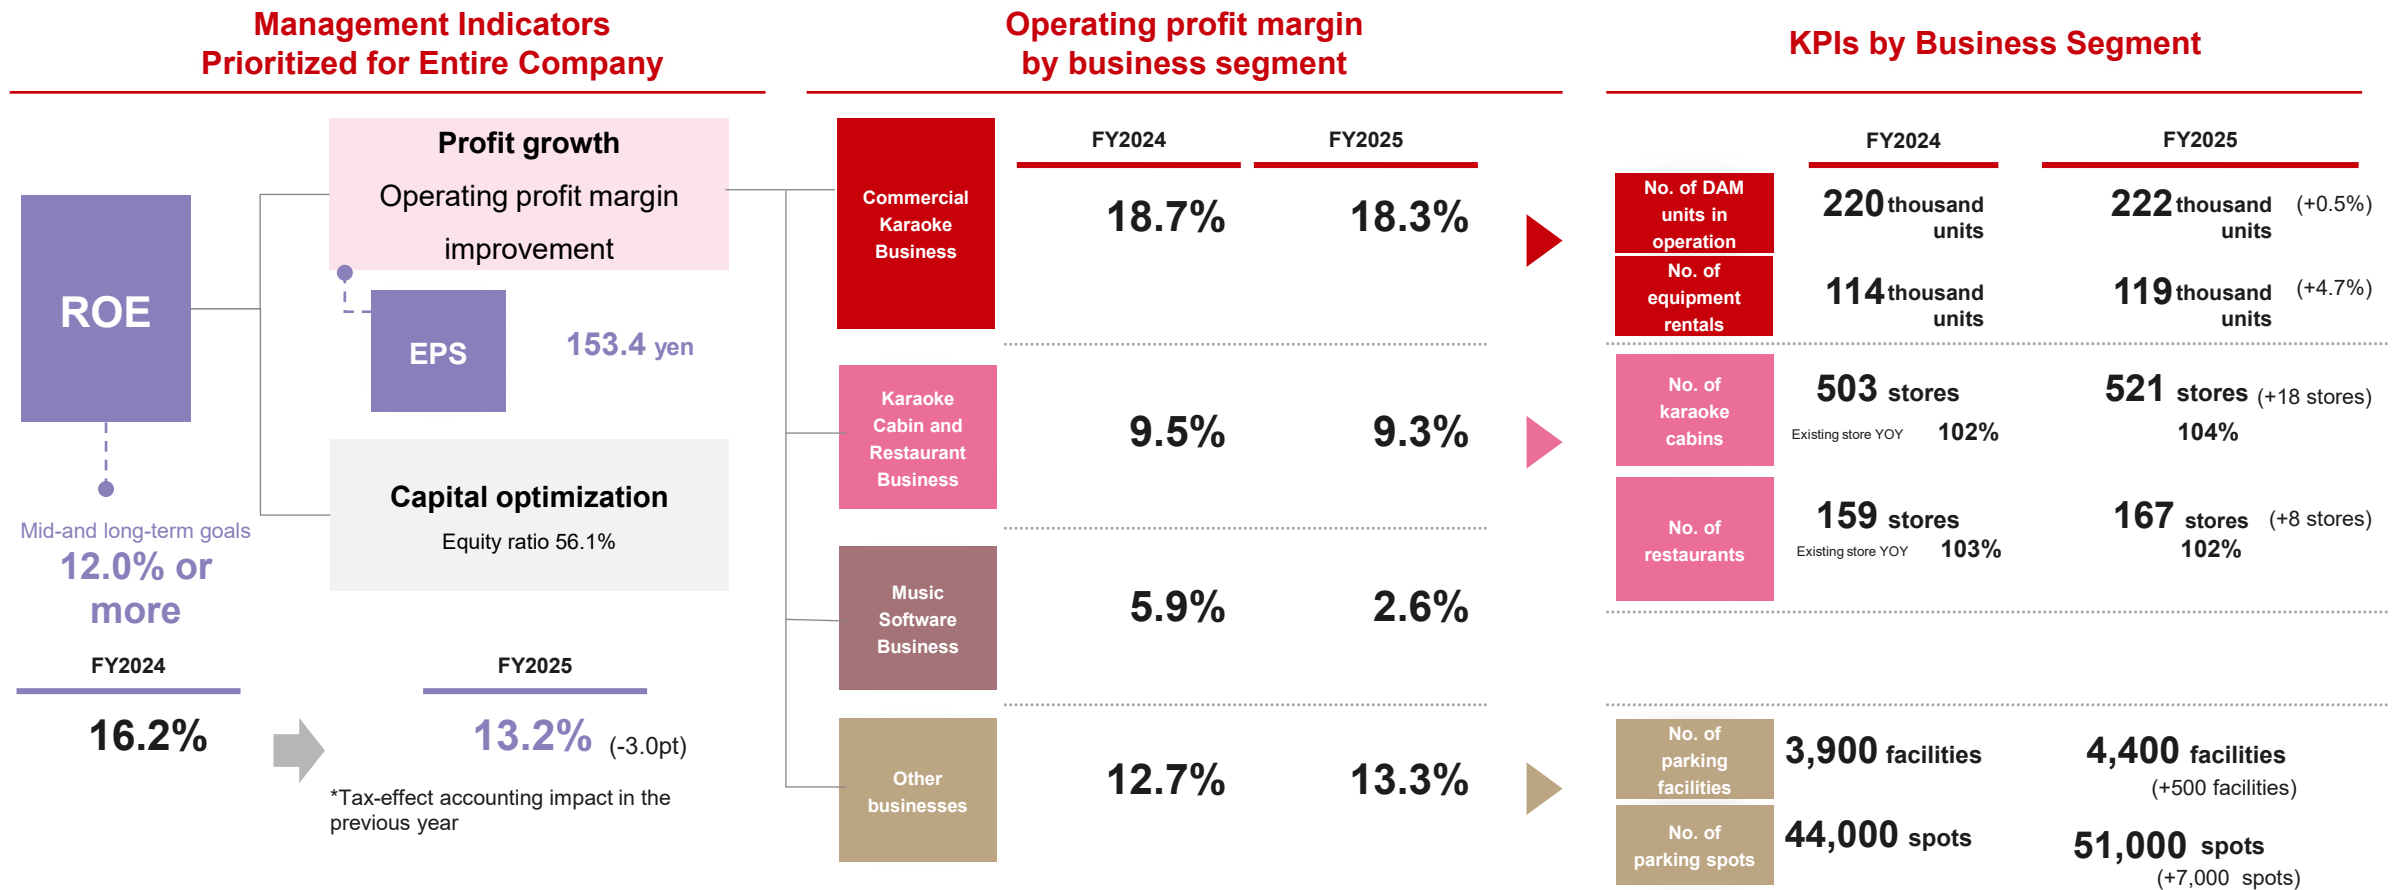 Management Indicators
Prioritized for Entire Company
Profit growth
Operating profit margin
improvement
ROE
EPS
153.4 yen
Capital optimization
Equity ratio 56.1%
Mid-and long-term goals
12.0% or
more
FY2024
FY2025
16.2%
13.2% (-3.0pt)
*Tax-effect accounting impact in the
previous year
Operating profit margin
by business segment
FY2024
FY2025
Commercial
Karaoke
Business
18.7%
18.3%
Karaoke
Cabin and
Restaurant
Business
9.5%
9.3%
Music
Software
Business
5.9%
2.6%
Other
businesses
12.7%
13.3%
KPIs by Business Segment
FY2024
FY2025
No. of DAM
units in
operation
220 thousand
units
222 thousand
units
(+0.5%)
No. of
equipment
rentals
114 thousand
units
119 thousand
units
(+4.7%)
No. of
karaoke
cabins
503 stores
521 stores (+18 stores)
Existing store YOY 102%
104%
No. of
restaurants
159 stores
167 stores (+8 stores)
Existing store YOY 103%
102%
No. of
parking
facilities
3,900 facilities
4,400 facilities
(+500 facilities)
No. of
parking spots
44,000 spots
51,000 spots
(+7,000 spots)